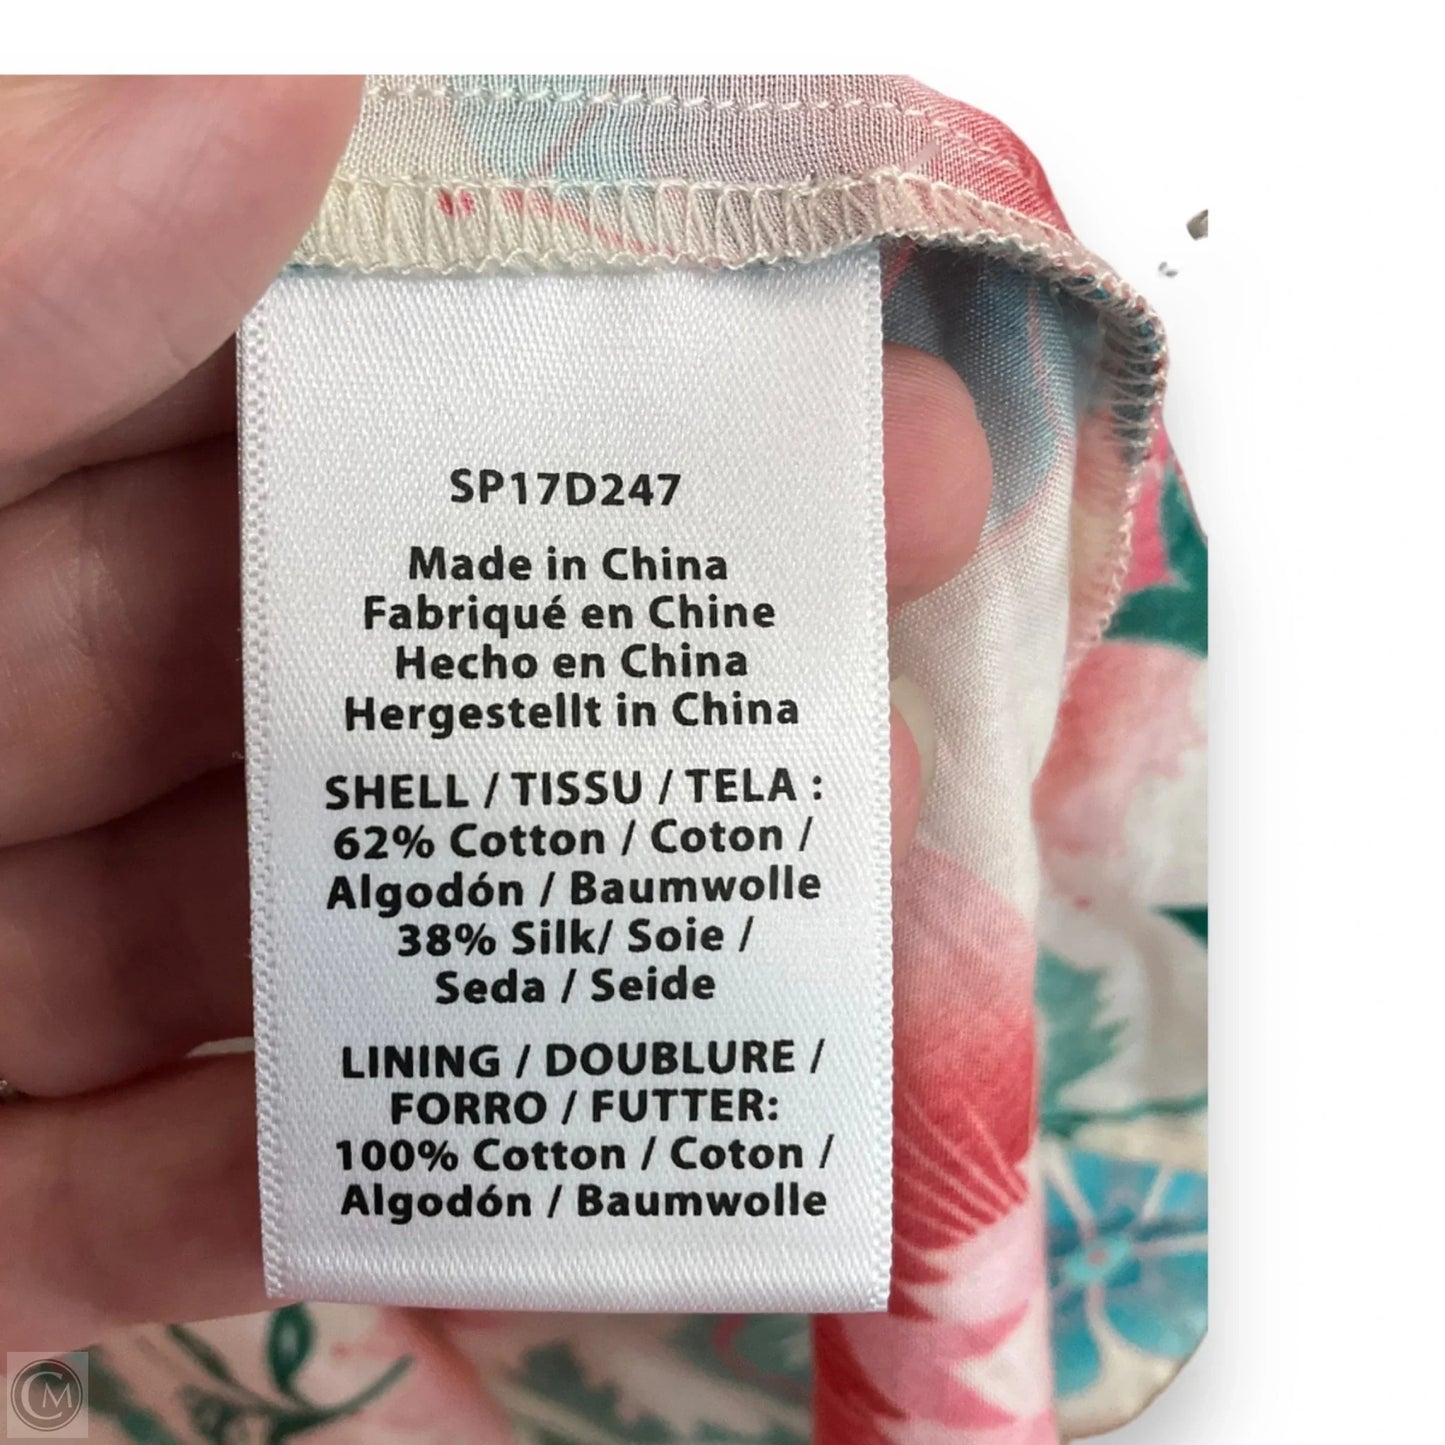 SP17D247
Made in China
Fabriqué en Chine
Hecho en China
Hergestellt in China
SHELL / TISSU / TELA :
62% Cotton / Coton /
Algodón / Baumwolle
38% Silk/ Soie /
Seda / Seide
LINING / DOUBLURE /
FORRO / FUTTER:
100% Cotton / Coton /
Algodón / Baumwolle
CM